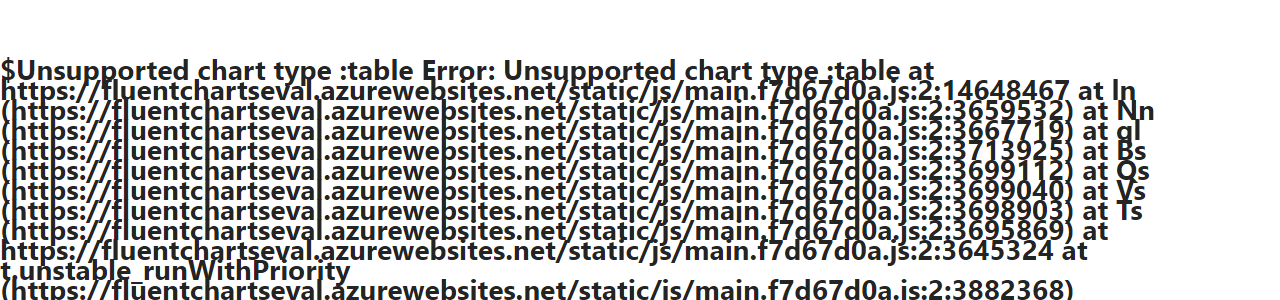 $Unsupported chart type :table Error: Unsupported chart type :table at
https://fluentchartseval.azurewebsites.net/static/js/main.f7d67d0a.js:2:14648467 at ln
(https://fluentchartseval.azurewebsites.net/static/js/main.f7d67d0a.js:2:3659532) at Nn
(https://fluentchartseval.azurewebsites.net/static/js/main.f7d67d0a.js:2:3667719) at gl
(https://fluentchartseval.azurewebsites.net/static/js/main.f7d67d0a.js:2:3713925) at Bs
(https://fluentchartseval.azurewebsites.net/static/js/main.f7d67d0a.js:2:3699112) at Qs
(https://fluentchartseval.azurewebsites.net/static/js/main.f7d67d0a.js:2:3699040) at Vs
(https://fluentchartseval.azurewebsites.net/static/js/main.f7d67d0a.js:2:3698903) at Ts
(https://fluentchartseval.azurewebsites.net/static/js/main.f7d67d0a.js:2:3695869) at
https://fluentchartseval.azurewebsites.net/static/js/main.f7d67d0a.js:2:3645324 at
t.unstable_runWithPriority
(https://fluentchartseval.azurewebsites.net/static/js/main.f7d67d0a.js:2:3882368)